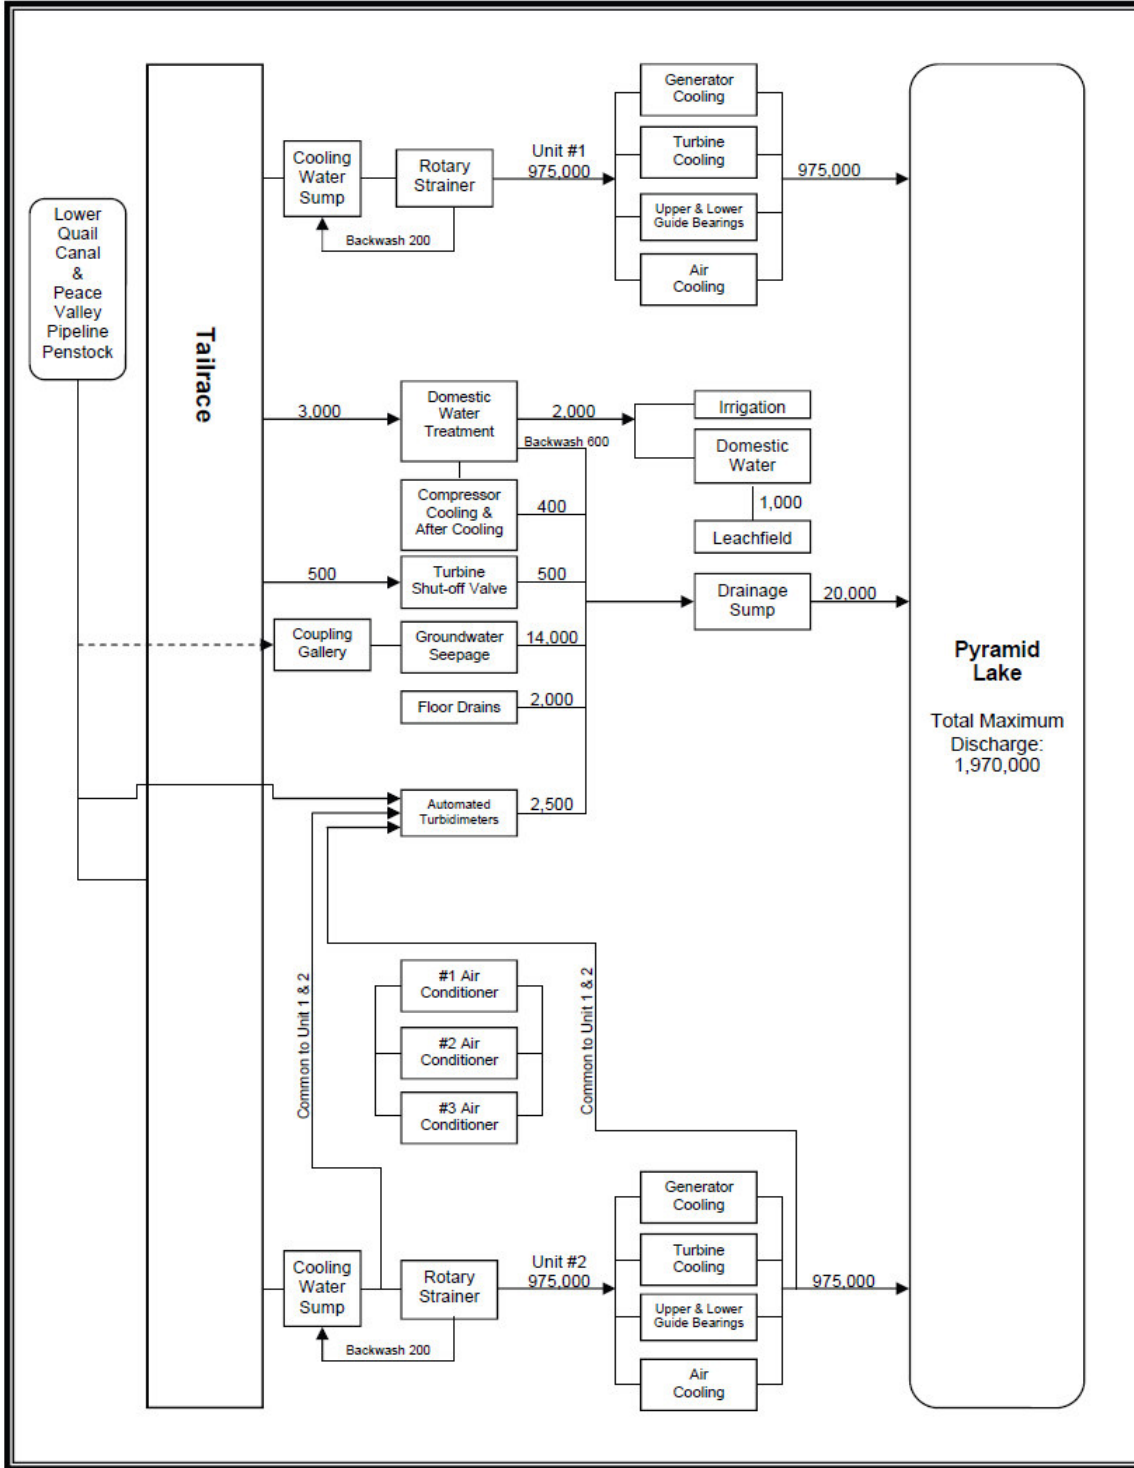 Lower
Quail
Canal
&
Peace
Valley
Pipeline
Penstock
Tailrace
Cooling
Water
Sump
Rotary
Strainer
Backwash 200
Unit #1
975,000
Generator
Cooling
Turbine
Cooling
Upper & Lower
Guide Bearings
Air
Cooling
975,000
3,000
Domestic
Water
Treatment
2,000
Backwash 600
Irrigation
Domestic
Water
1,000
Leachfield
Compressor
Cooling &
After Cooling
400
500
Turbine
Shut-off Valve
500
Drainage
Sump
20,000
Coupling
Gallery
Groundwater
Seepage
14,000
Floor Drains
2,000
Automated
Turbidimeters
2,500
Pyramid
Lake
Total Maximum
Discharge:
1,970,000
Common to Unit 1 & 2
#1 Air
Conditioner
#2 Air
Conditioner
#3 Air
Conditioner
Common to Unit 1 & 2
Cooling
Water
Sump
Rotary
Strainer
Backwash 200
Unit #2
975,000
Generator
Cooling
Turbine
Cooling
Upper & Lower
Guide Bearings
Air
Cooling
975,000